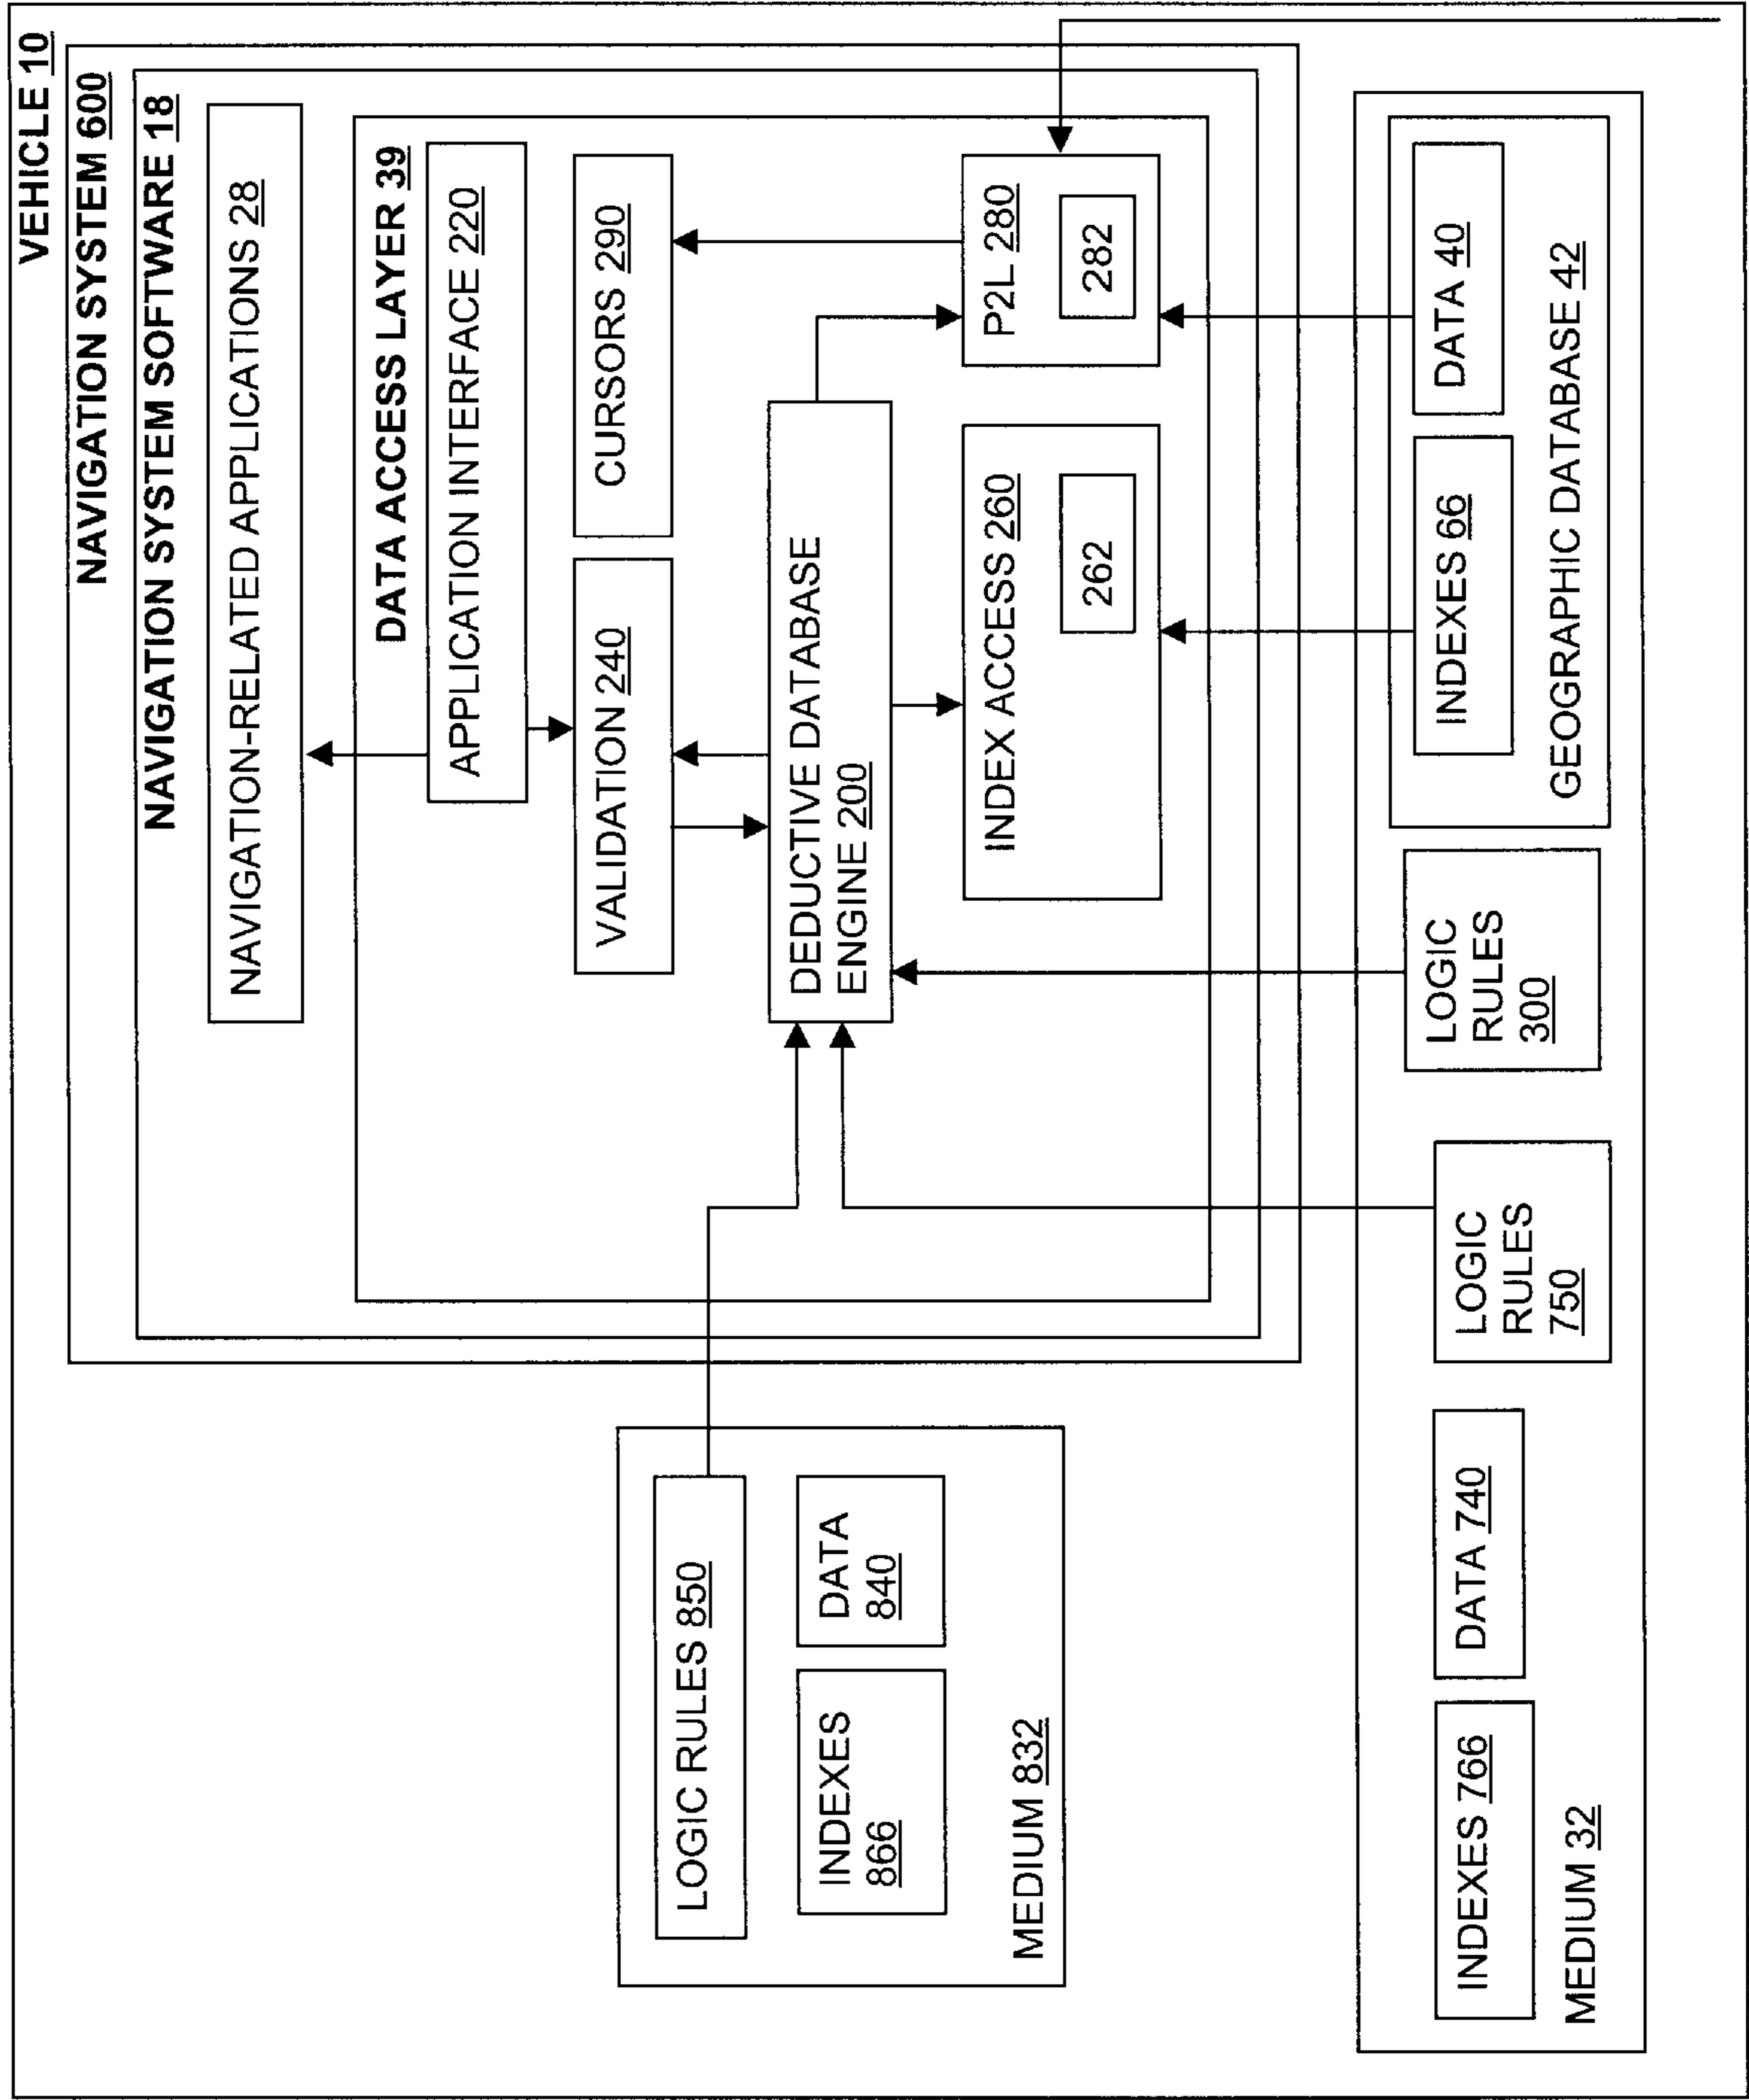 VEHICLE 10
NAVIGATION SYSTEM 600
NAVIGATION SYSTEM SOFTWARE 18
NAVIGATION-RELATED APPLICATIONS 28
DATA ACCESS LAYER 39
APPLICATION INTERFACE 220
VALIDATION 240
CURSORS 290
DEDUCTIVE DATABASE
ENGINE 200
INDEX ACCESS 260
262
P2L 280
282
LOGIC RULES 850
INDEXES
866
DATA
840
MEDIUM 832
INDEXES 766
DATA 740
LOGIC
RULES
750
LOGIC
RULES
300
INDEXES 66
DATA 40
GEOGRAPHIC DATABASE 42
MEDIUM 32